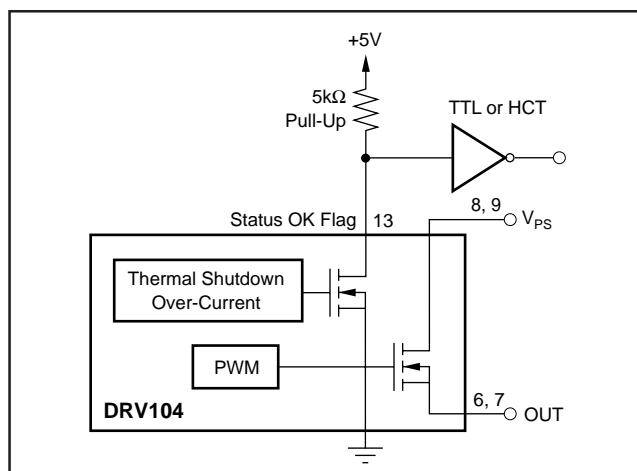 +5V
5kΩ
Pull-Up
TTL or HCT
8, 9
V_PS
Status OK Flag
13
Thermal Shutdown
Over-Current
PWM
6, 7
DRV104
OUT